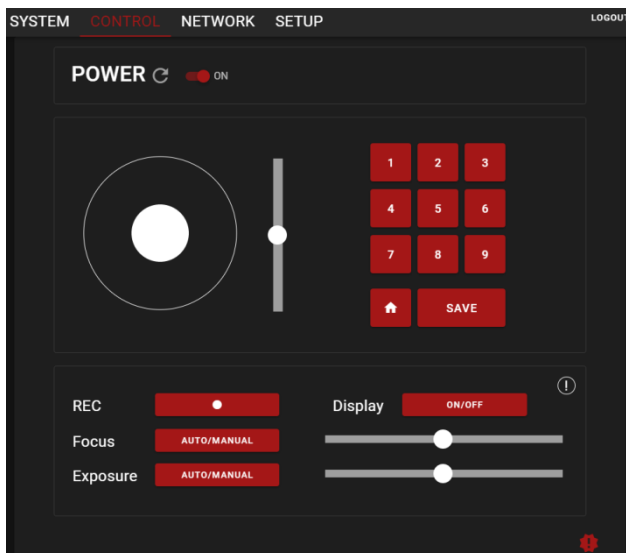 SYSTEM CONTROL NETWORK SETUP LOGOUT
POWER ON
1 2 3
4 5 6
7 8 9
SAVE
REC Display ON/OFF
Focus AUTO/MANUAL
Exposure AUTO/MANUAL